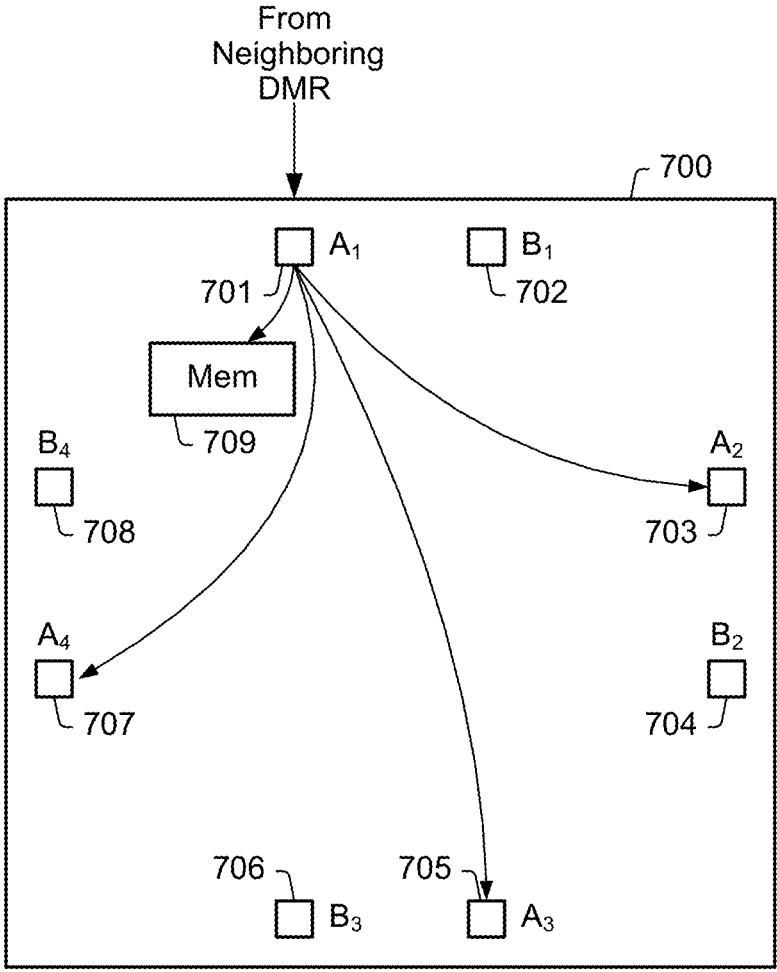 From
Neighboring
DMR
700
A₁ B₁
701 702
Mem
709
B₄ A₂
708 703
A₄ B₂
707 704
706 705
B₃ A₃